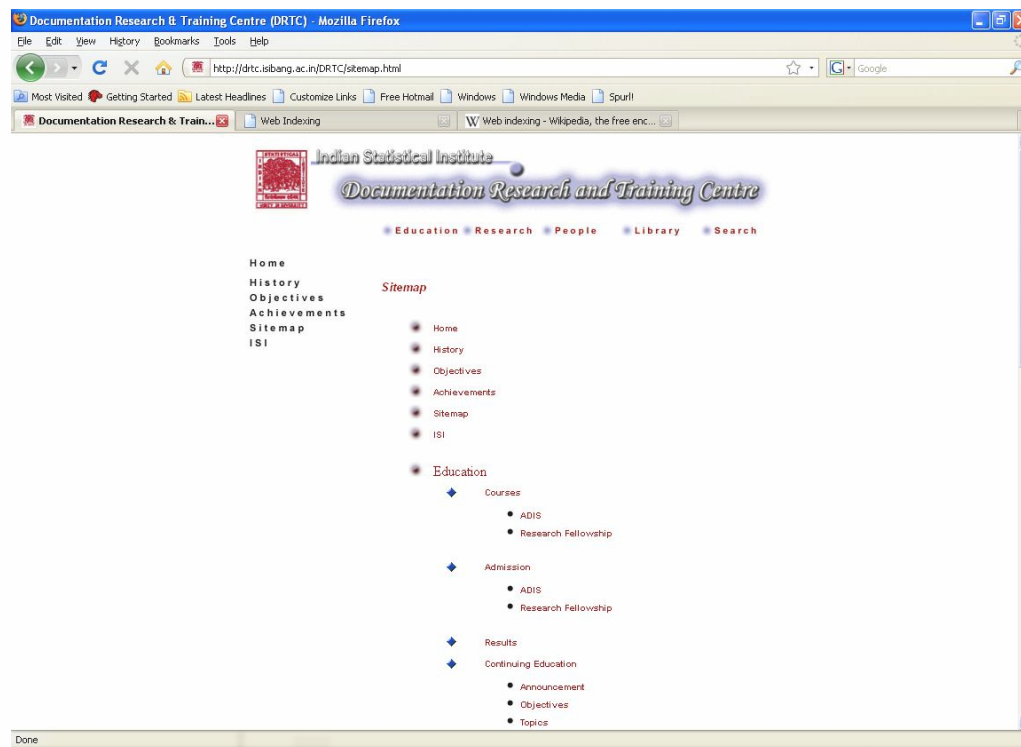 Documentation Research & Training Centre (DRTC) - Mozilla Firefox
File Edit View History Bookmarks Tools Help
http://drtc.isibang.ac.in/DRTC/sitemap.html G Google
Most Visited Getting Started Latest Headlines Customize Links Free Hotmail Windows Windows Media Spurl!
Documentation Research & Train... Web Indexing W Web indexing - Wikipedia, the free enc...
Indian Statistical Institute
Documentation Research and Training Centre
Education Research People Library Search
Home
History
Objectives
Achievements
Sitemap
ISI
Sitemap
Home
History
Objectives
Achievements
Sitemap
ISI
Education
Courses
ADIS
Research Fellowship
Admission
ADIS
Research Fellowship
Results
Continuing Education
Announcement
Objectives
Topics
Done